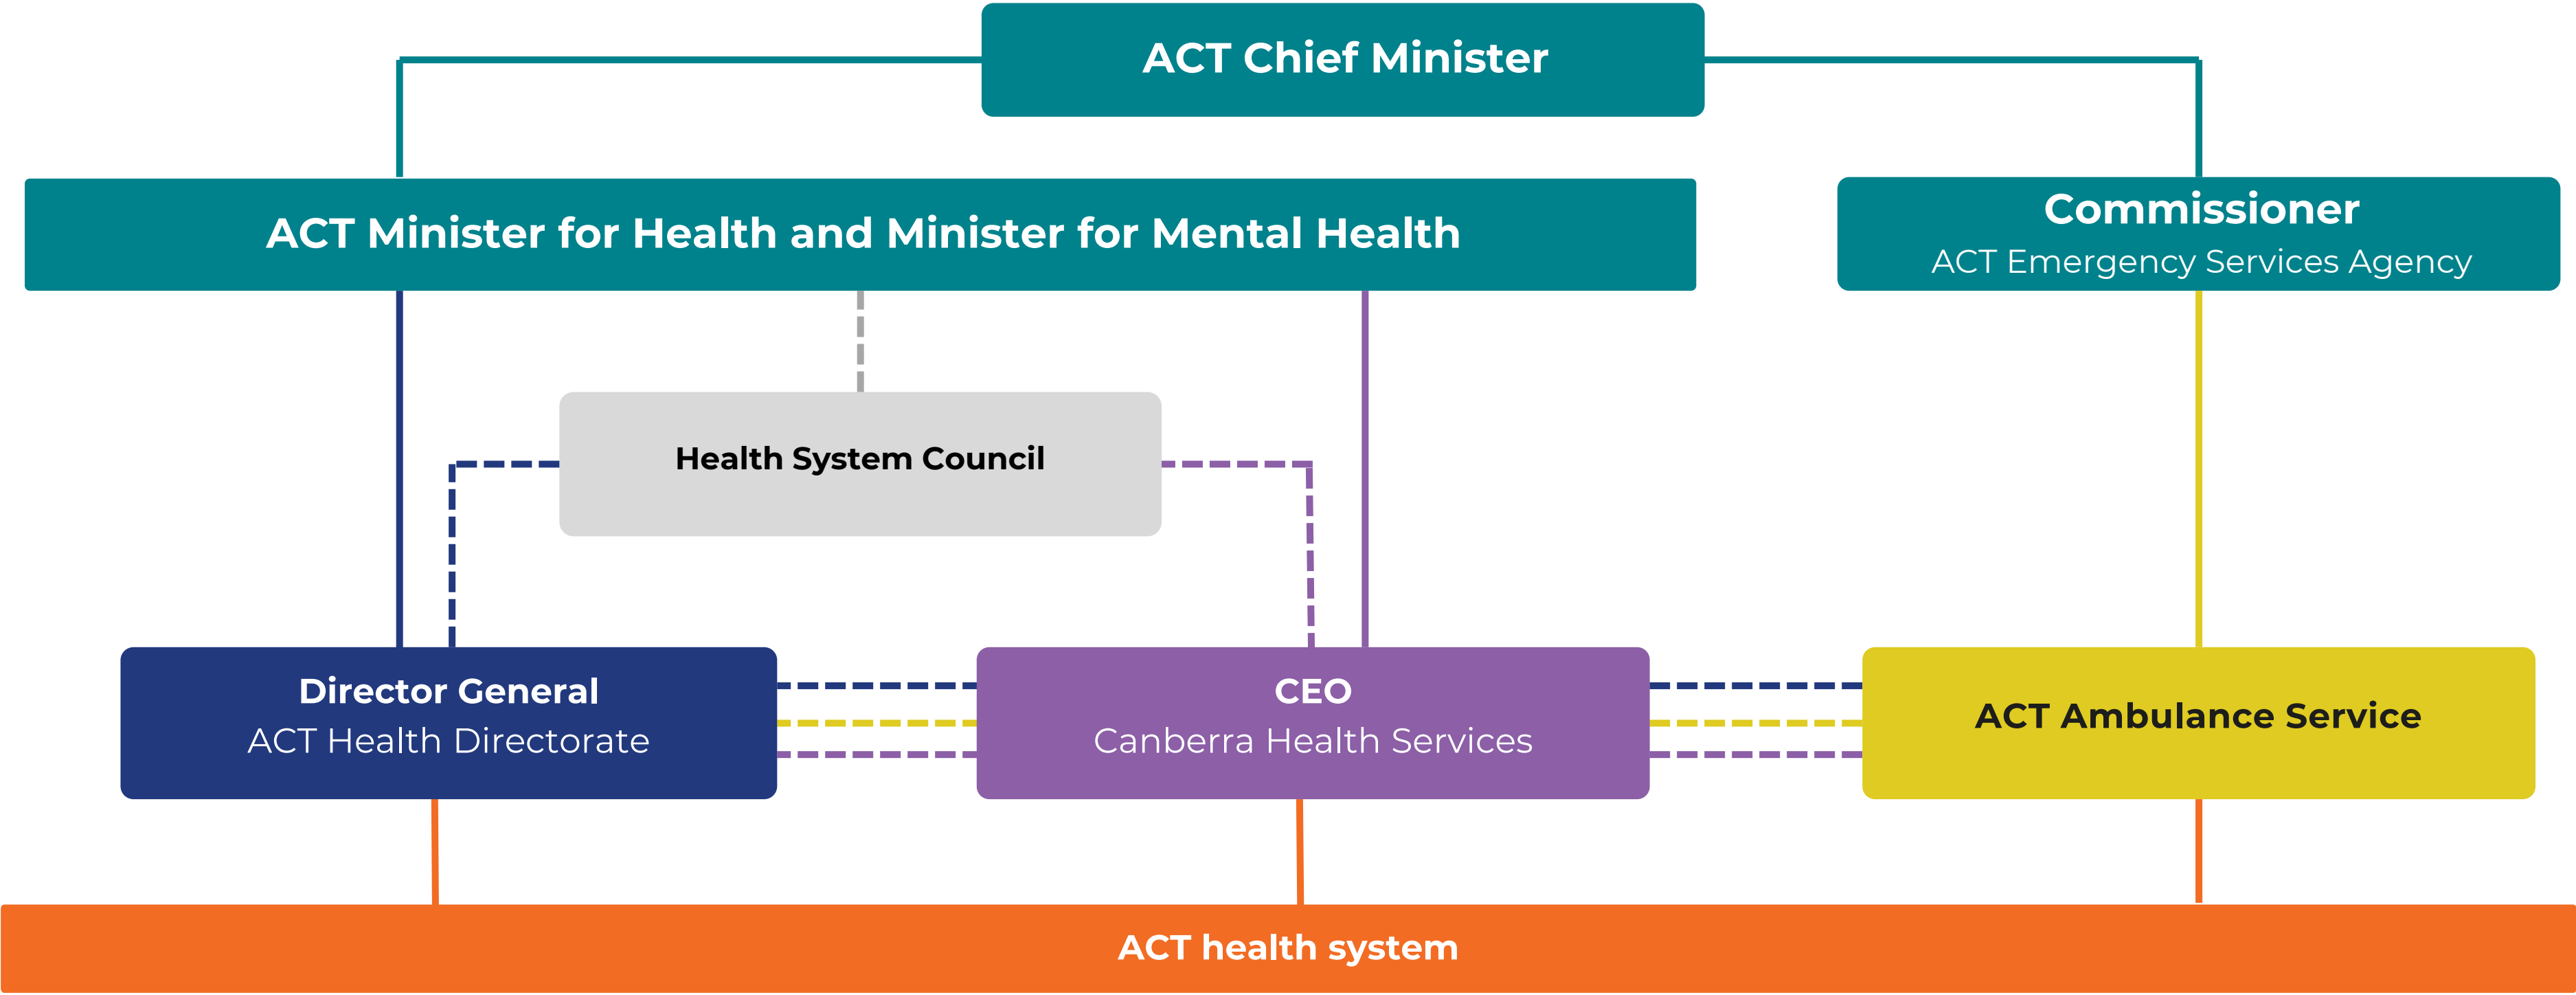 ACT Chief Minister
ACT Minister for Health and Minister for Mental Health
Commissioner
ACT Emergency Services Agency
Health System Council
Director General
ACT Health Directorate
CEO
Canberra Health Services
ACT Ambulance Service
ACT health system